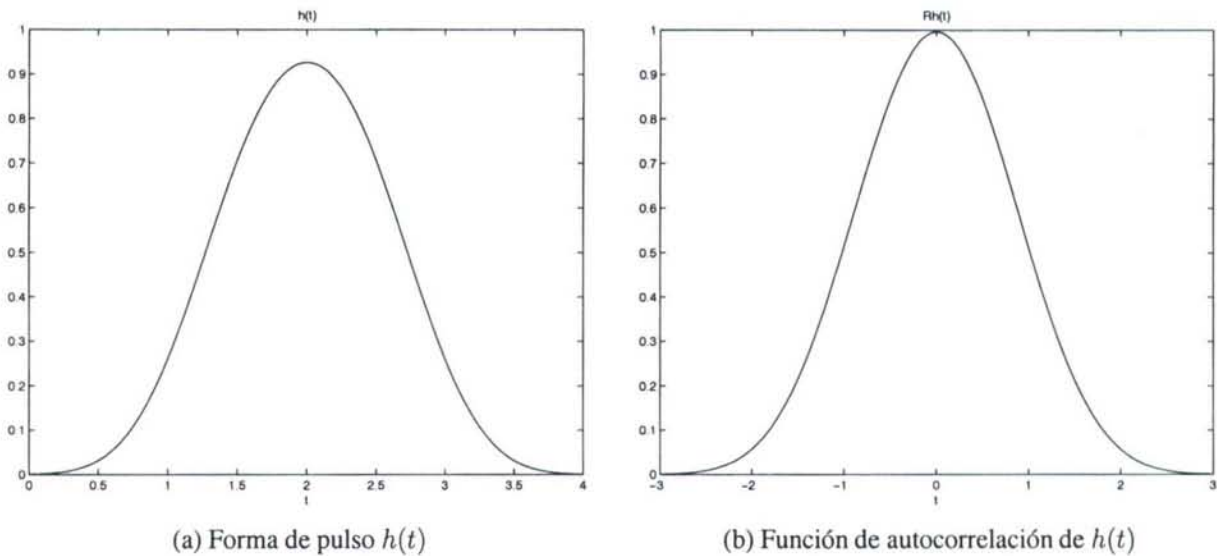 h(t)
1
0.9
0.8
0.7
0.6
0.5
0.4
0.3
0.2
0.1
0
0 0.5 1 1.5 2 2.5 3 3.5 4
t
(a) Forma de pulso h(t)
Rh(t)
1
0.9
0.8
0.7
0.6
0.5
0.4
0.3
0.2
0.1
0
−3 −2 −1 0 1 2 3
t
(b) Función de autocorrelación de h(t)